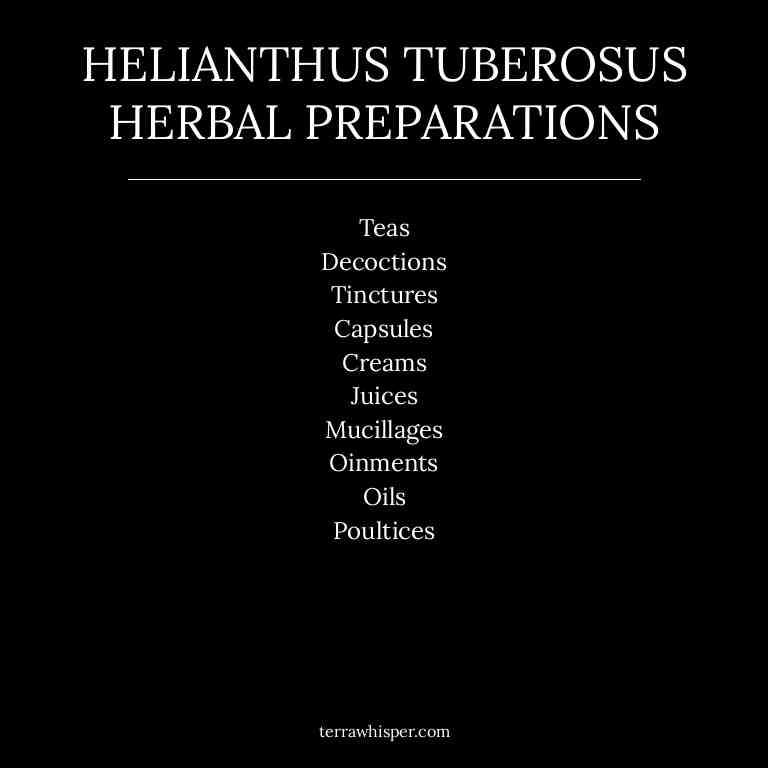 HELIANTHUS TUBEROSUS
HERBAL PREPARATIONS
Teas
Decoctions
Tinctures
Capsules
Creams
Juices
Mucillages
Oinments
Oils
Poultices
terrawhisper.com